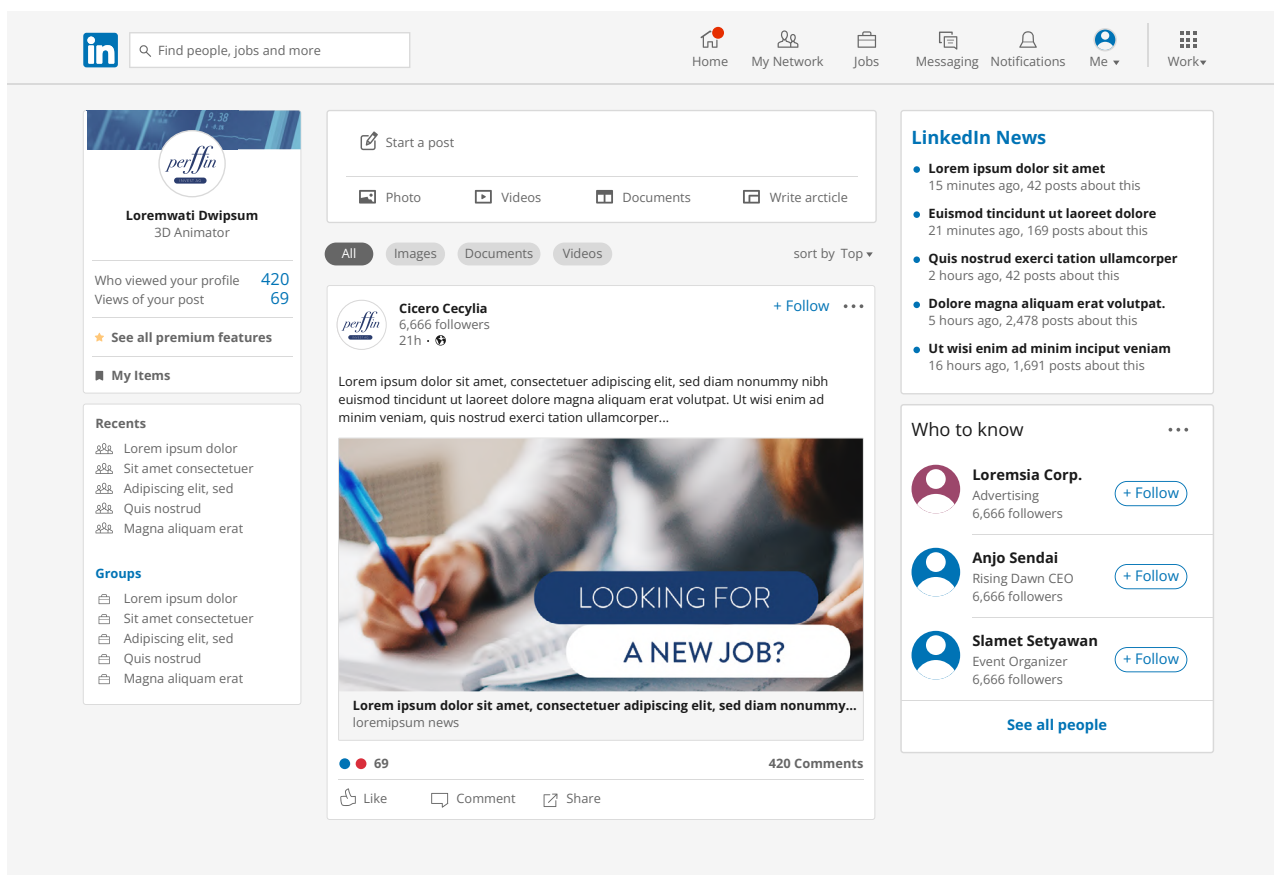 in
Find people, jobs and more
Home
My Network
Jobs
Messaging
Notifications
Me
Work
9.38
perffin
Loremwati Dwipsum
3D Animator
Who viewed your profile 420
Views of your post 69
See all premium features
My Items
Recents
Lorem ipsum dolor
Sit amet consectetuer
Adipiscing elit, sed
Quis nostrud
Magna aliquam erat
Groups
Lorem ipsum dolor
Sit amet consectetuer
Adipiscing elit, sed
Quis nostrud
Magna aliquam erat
Start a post
Photo
Videos
Documents
Write arcticle
All
Images
Documents
Videos
sort by Top
perffin
Cicero Cecylia
6,666 followers
21h ·
+ Follow
Lorem ipsum dolor sit amet, consectetuer adipiscing elit, sed diam nonummy nibh
euismod tincidunt ut laoreet dolore magna aliquam erat volutpat. Ut wisi enim ad
minim veniam, quis nostrud exerci tation ullamcorper...
LOOKING FOR
A NEW JOB?
Lorem ipsum dolor sit amet, consectetuer adipiscing elit, sed diam nonummy...
loremipsum news
69
420 Comments
Like
Comment
Share
LinkedIn News
Lorem ipsum dolor sit amet
15 minutes ago, 42 posts about this
Euismod tincidunt ut laoreet dolore
21 minutes ago, 169 posts about this
Quis nostrud exerci tation ullamcorper
2 hours ago, 42 posts about this
Dolore magna aliquam erat volutpat.
5 hours ago, 2,478 posts about this
Ut wisi enim ad minim inciput veniam
16 hours ago, 1,691 posts about this
Who to know
Loremsia Corp.
Advertising
6,666 followers
+ Follow
Anjo Sendai
Rising Dawn CEO
6,666 followers
+ Follow
Slamet Setyawan
Event Organizer
6,666 followers
+ Follow
See all people